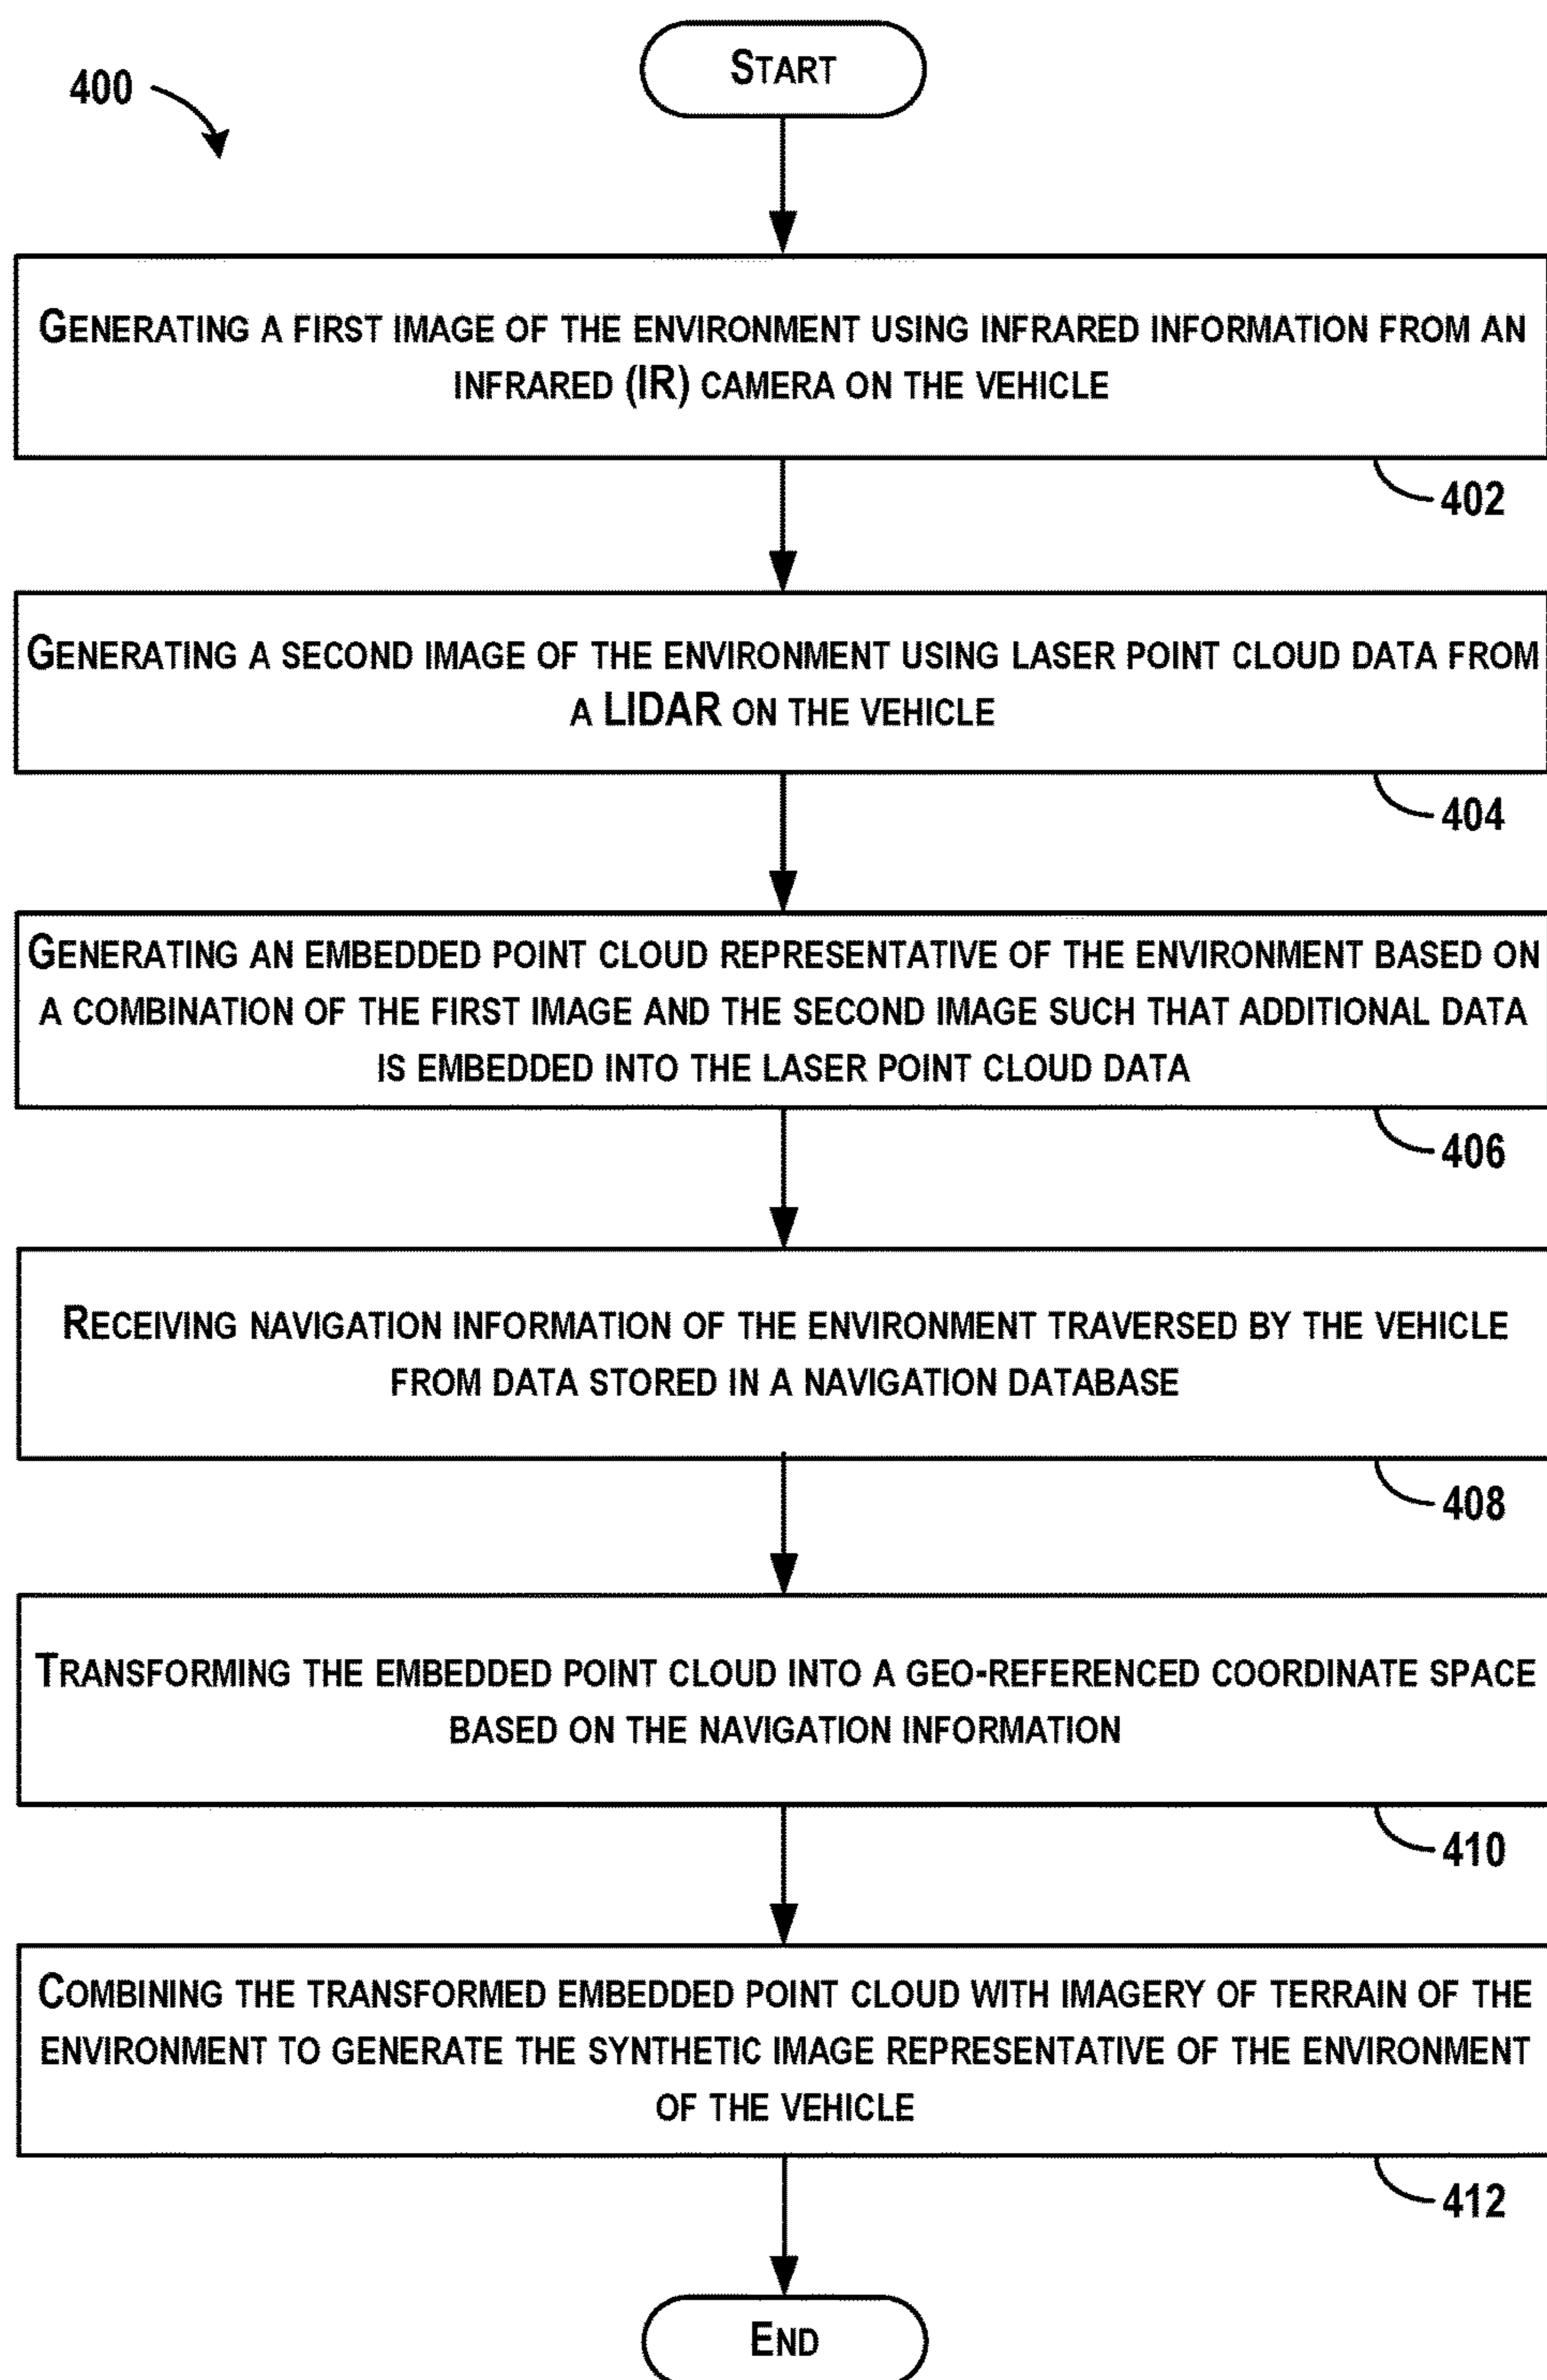 START
400
GENERATING A FIRST IMAGE OF THE ENVIRONMENT USING INFRARED INFORMATION FROM AN
INFRARED (IR) CAMERA ON THE VEHICLE
402
GENERATING A SECOND IMAGE OF THE ENVIRONMENT USING LASER POINT CLOUD DATA FROM
A LIDAR ON THE VEHICLE
404
GENERATING AN EMBEDDED POINT CLOUD REPRESENTATIVE OF THE ENVIRONMENT BASED ON
A COMBINATION OF THE FIRST IMAGE AND THE SECOND IMAGE SUCH THAT ADDITIONAL DATA
IS EMBEDDED INTO THE LASER POINT CLOUD DATA
406
RECEIVING NAVIGATION INFORMATION OF THE ENVIRONMENT TRAVERSED BY THE VEHICLE
FROM DATA STORED IN A NAVIGATION DATABASE
408
TRANSFORMING THE EMBEDDED POINT CLOUD INTO A GEO-REFERENCED COORDINATE SPACE
BASED ON THE NAVIGATION INFORMATION
410
COMBINING THE TRANSFORMED EMBEDDED POINT CLOUD WITH IMAGERY OF TERRAIN OF THE
ENVIRONMENT TO GENERATE THE SYNTHETIC IMAGE REPRESENTATIVE OF THE ENVIRONMENT
OF THE VEHICLE
412
END